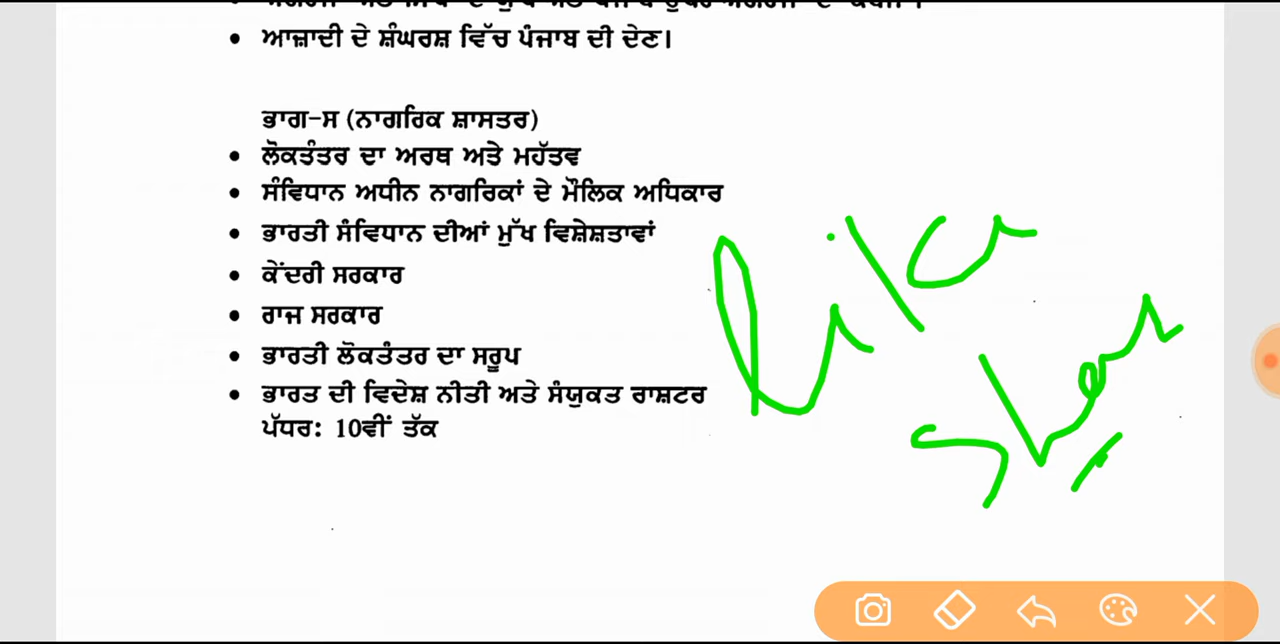 • ਆਜ਼ਾਦੀ ਦੇ ਸ਼ੰਘਰਸ਼ ਵਿੱਚ ਪੰਜਾਬ ਦੀ ਦੇਣ।
ਭਾਗ-ਸ (ਨਾਗਰਿਕ ਸ਼ਾਸਤਰ)
• ਲੋਕਤੰਤਰ ਦਾ ਅਰਥ ਅਤੇ ਮਹੱਤਵ
• ਸੰਵਿਧਾਨ ਅਧੀਨ ਨਾਗਰਿਕਾਂ ਦੇ ਮੌਲਿਕ ਅਧਿਕਾਰ
• ਭਾਰਤੀ ਸੰਵਿਧਾਨ ਦੀਆਂ ਮੁੱਖ ਵਿਸ਼ੇਸ਼ਤਾਵਾਂ
• ਕੇਂਦਰੀ ਸਰਕਾਰ
• ਰਾਜ ਸਰਕਾਰ
• ਭਾਰਤੀ ਲੋਕਤੰਤਰ ਦਾ ਸਰੂਪ
• ਭਾਰਤ ਦੀ ਵਿਦੇਸ਼ ਨੀਤੀ ਅਤੇ ਸੰਯੁਕਤ ਰਾਸ਼ਟਰ
ਪੱਧਰ: 10ਵੀਂ ਤੱਕ